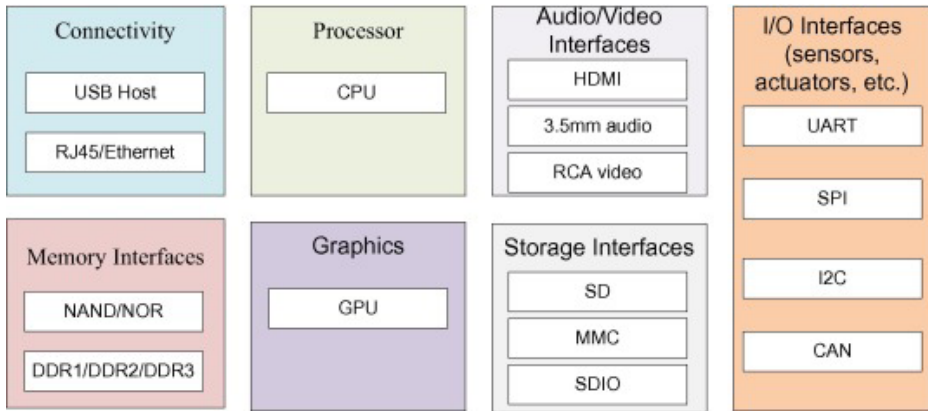 Connectivity
USB Host
RJ45/Ethernet
Processor
CPU
Audio/Video
Interfaces
HDMI
3.5mm audio
RCA video
I/O Interfaces
(sensors,
actuators, etc.)
UART
SPI
I2C
CAN
Memory Interfaces
NAND/NOR
DDR1/DDR2/DDR3
Graphics
GPU
Storage Interfaces
SD
MMC
SDIO